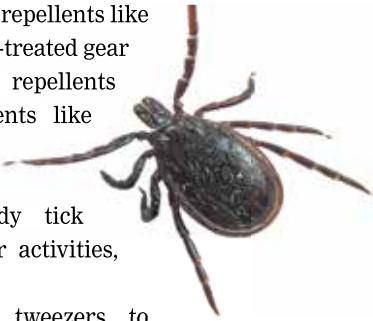 repellents like
-treated gear
repellents
ents like
dy tick
r activities,
tweezers to